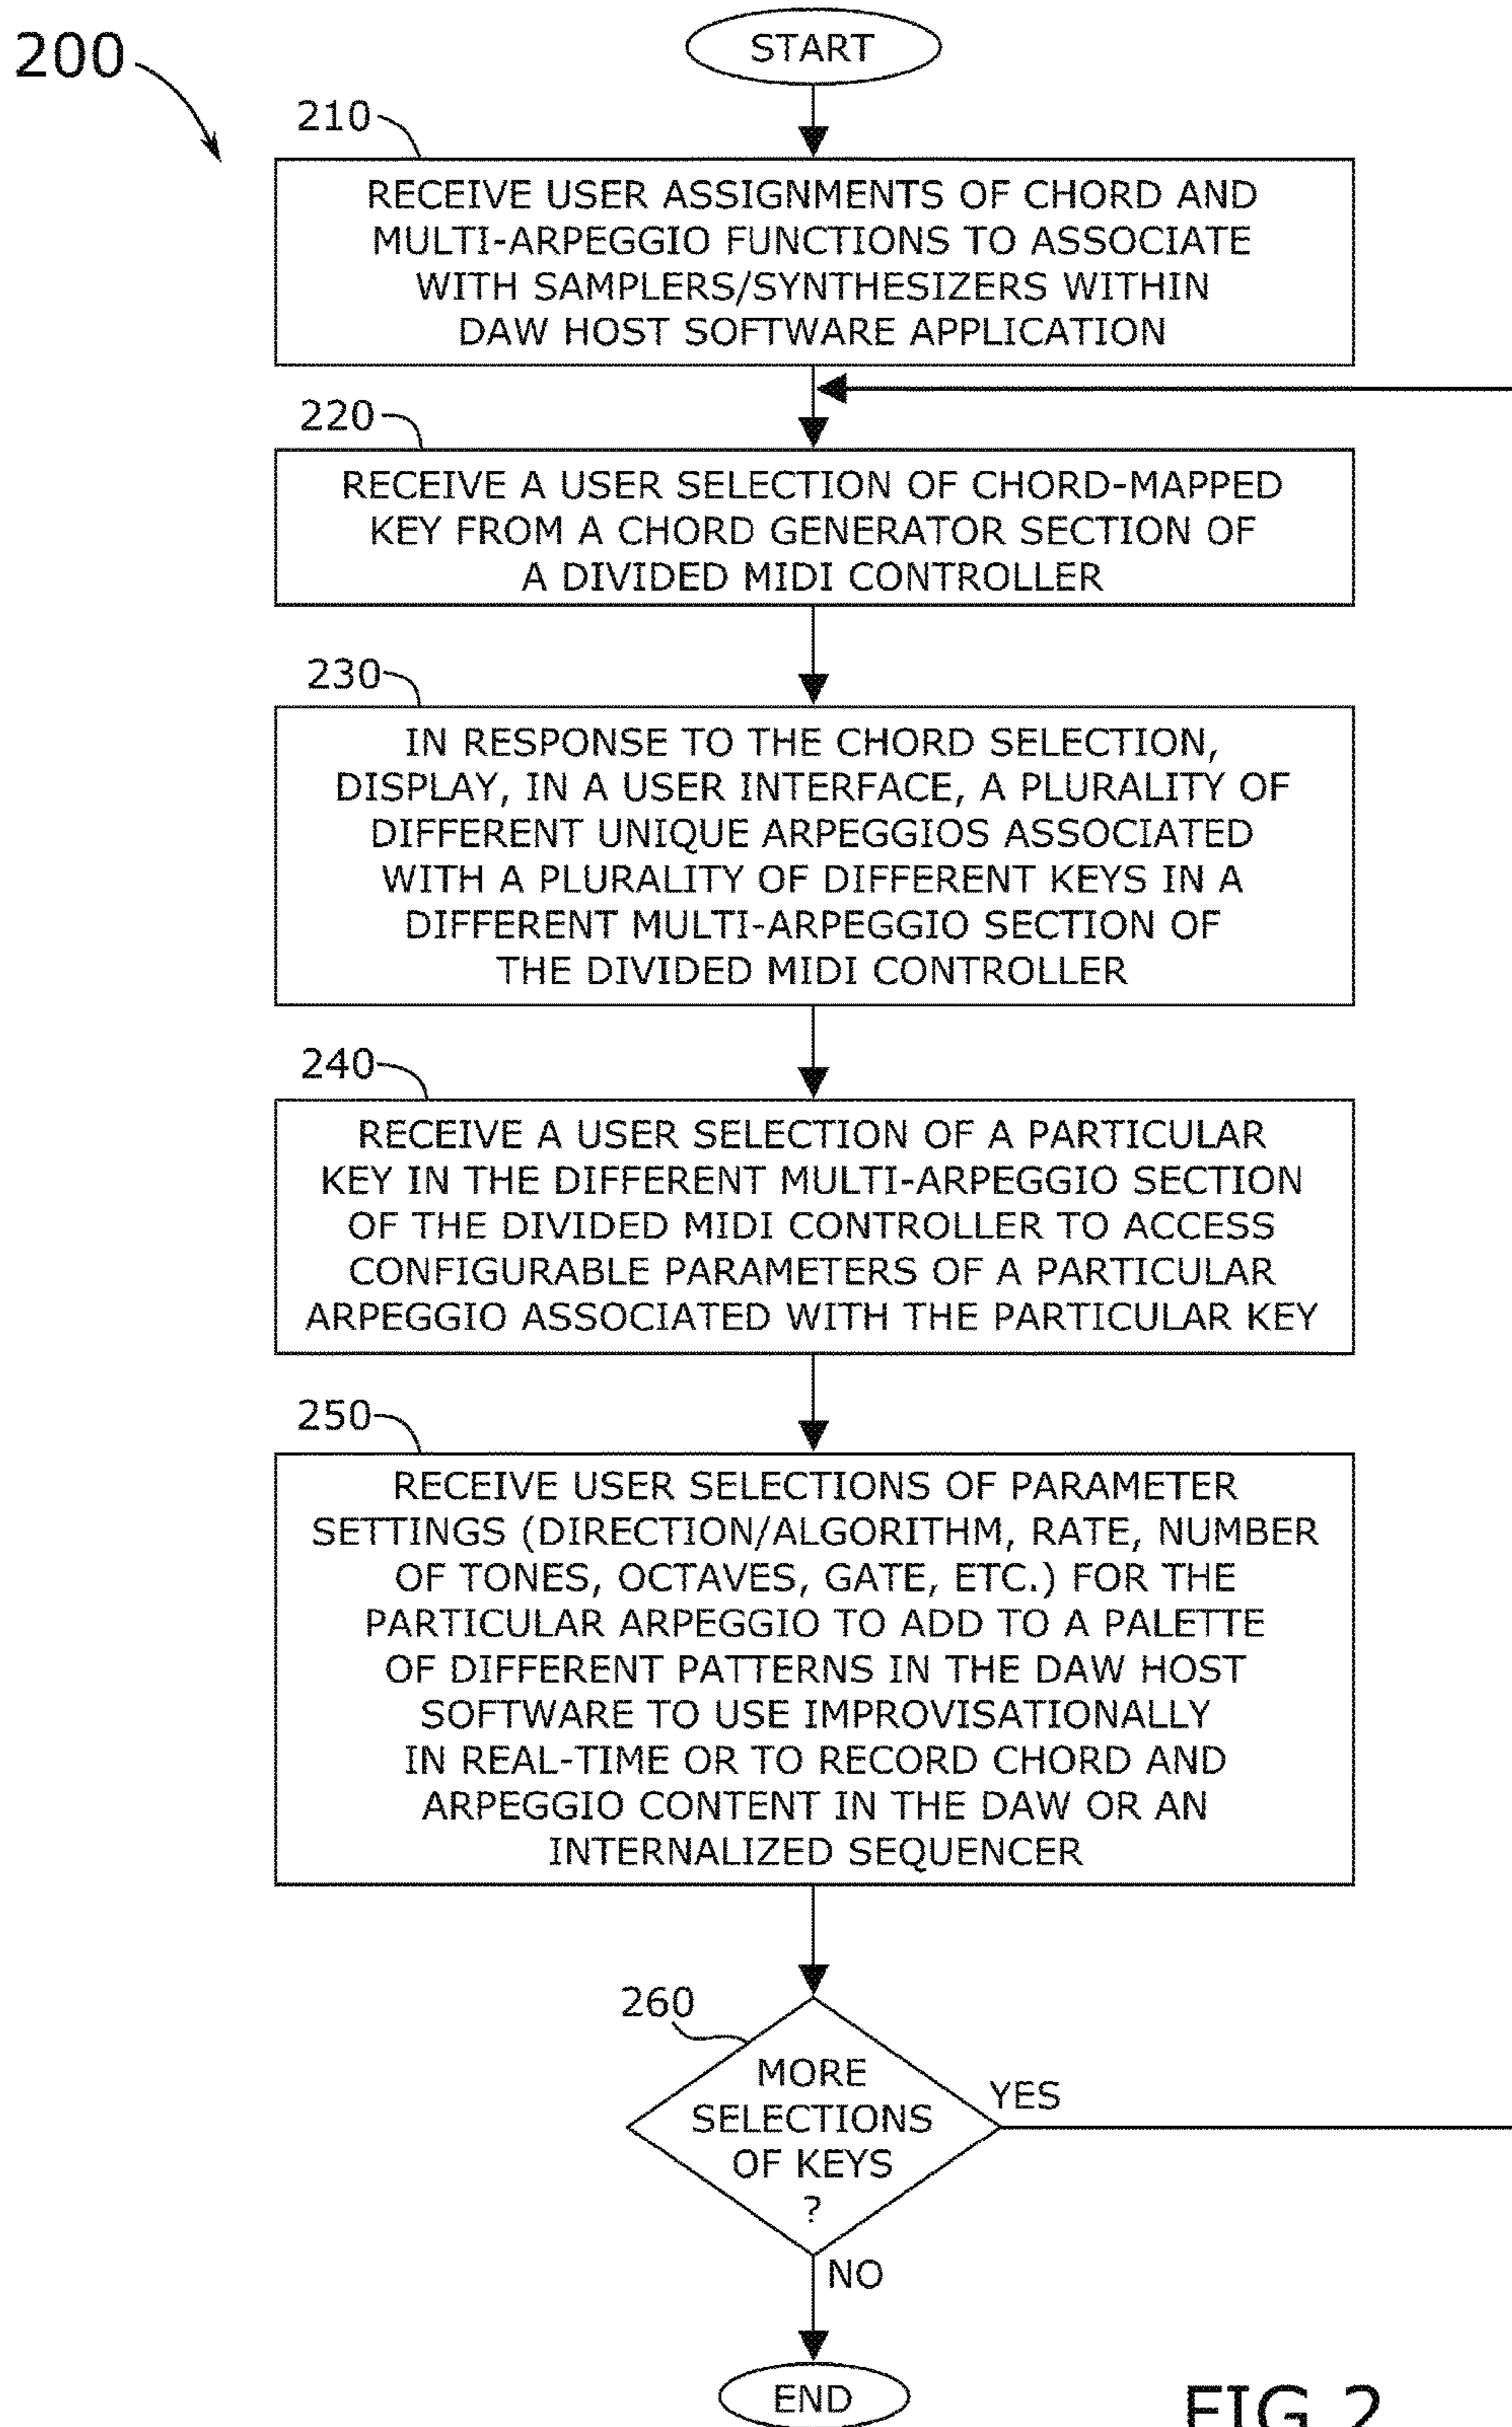 200
START
210
RECEIVE USER ASSIGNMENTS OF CHORD AND
MULTI-ARPEGGIO FUNCTIONS TO ASSOCIATE
WITH SAMPLERS/SYNTHESIZERS WITHIN
DAW HOST SOFTWARE APPLICATION
220
RECEIVE A USER SELECTION OF CHORD-MAPPED
KEY FROM A CHORD GENERATOR SECTION OF
A DIVIDED MIDI CONTROLLER
230
IN RESPONSE TO THE CHORD SELECTION,
DISPLAY, IN A USER INTERFACE, A PLURALITY OF
DIFFERENT UNIQUE ARPEGGIOS ASSOCIATED
WITH A PLURALITY OF DIFFERENT KEYS IN A
DIFFERENT MULTI-ARPEGGIO SECTION OF
THE DIVIDED MIDI CONTROLLER
240
RECEIVE A USER SELECTION OF A PARTICULAR
KEY IN THE DIFFERENT MULTI-ARPEGGIO SECTION
OF THE DIVIDED MIDI CONTROLLER TO ACCESS
CONFIGURABLE PARAMETERS OF A PARTICULAR
ARPEGGIO ASSOCIATED WITH THE PARTICULAR KEY
250
RECEIVE USER SELECTIONS OF PARAMETER
SETTINGS (DIRECTION/ALGORITHM, RATE, NUMBER
OF TONES, OCTAVES, GATE, ETC.) FOR THE
PARTICULAR ARPEGGIO TO ADD TO A PALETTE
OF DIFFERENT PATTERNS IN THE DAW HOST
SOFTWARE TO USE IMPROVISATIONALLY
IN REAL-TIME OR TO RECORD CHORD AND
ARPEGGIO CONTENT IN THE DAW OR AN
INTERNALIZED SEQUENCER
260
MORE
SELECTIONS
OF KEYS
?
YES
NO
END
FIG.2